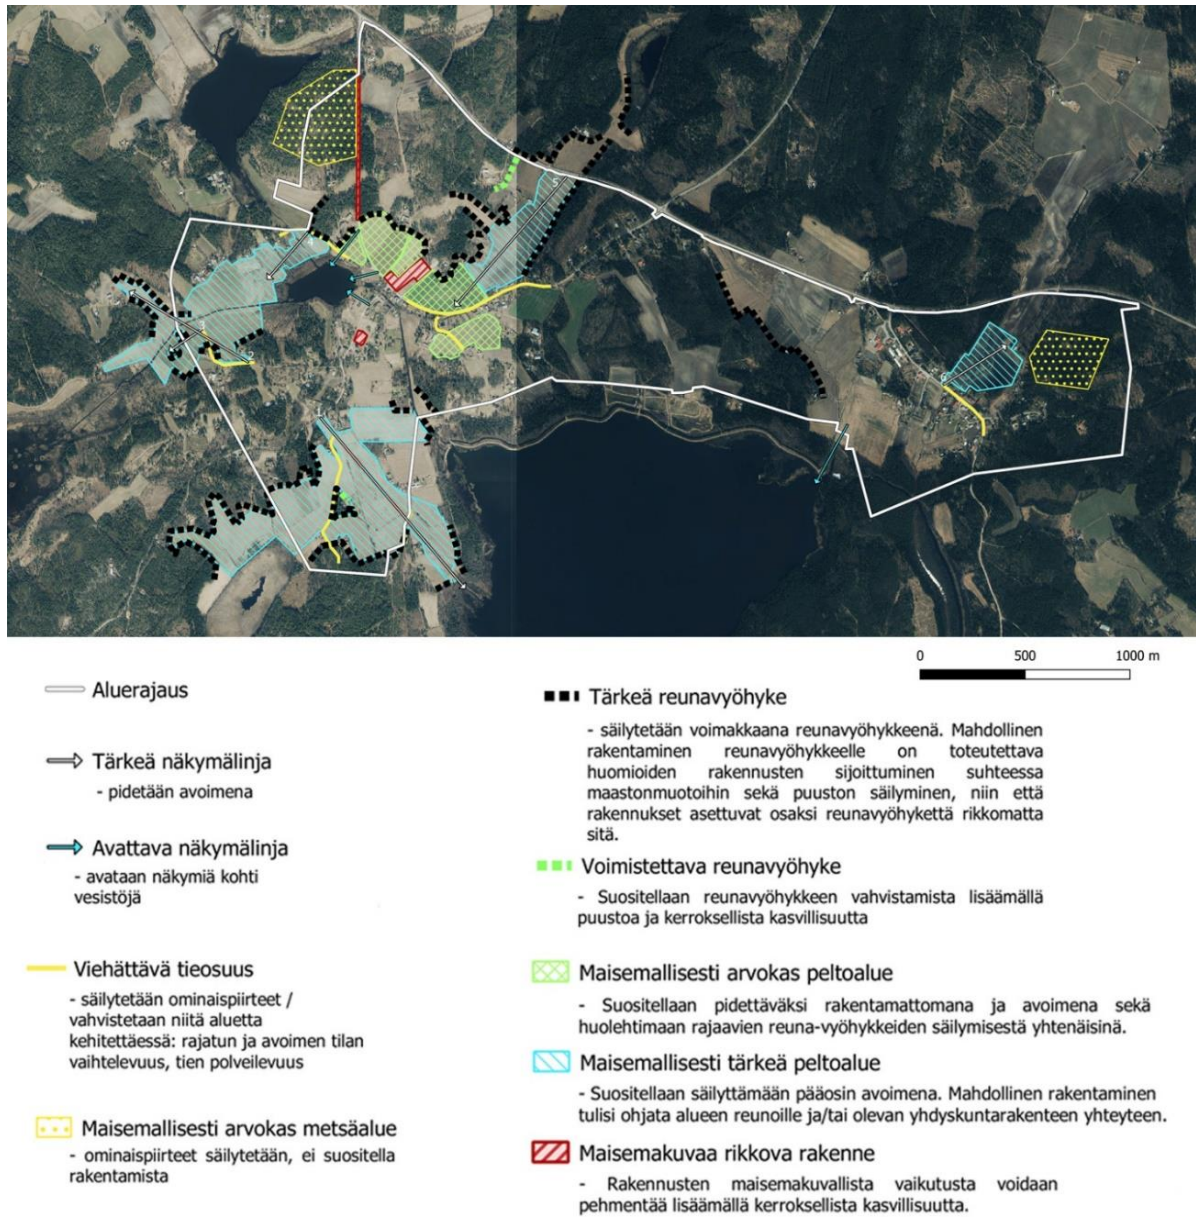 0 500 1000 m
Aluerajaus
Tärkeä näkymälinja
- pidetään avoimena
Avattava näkymälinja
- avataan näkymiä kohti
vesistöjä
Viehättävä tieosuus
- säilytetään ominaispiirteet /
vahvistetaan niitä aluetta
kehitettäessä: rajatun ja avoimen tilan
vaihtelevuus, tien polveilevuus
Maisemallisesti arvokas metsäalue
- ominaispiirteet säilytetään, ei suositella
rakentamista
Tärkeä reunavyöhyke
- säilytetään voimakkaana reunavyöhykkeenä. Mahdollinen
rakentaminen reunavyöhykkeelle on toteutettava
huomioiden rakennusten sijoittuminen suhteessa
maastonmuotoihin sekä puuston säilyminen, niin että
rakennukset asettuvat osaksi reunavyöhykettä rikkomatta
sitä.
Voimistettava reunavyöhyke
- Suositellaan reunavyöhykkeen vahvistamista lisäämällä
puustoa ja kerroksellista kasvillisuutta
Maisemallisesti arvokas peltoalue
- Suositellaan pidettäväksi rakentamattomana ja avoimena sekä
huolehtimaan rajaavien reuna-vyöhykkeiden säilymisestä yhtenäisinä.
Maisemallisesti tärkeä peltoalue
- Suositellaan säilyttämään pääosin avoimena. Mahdollinen rakentaminen
tulisi ohjata alueen reunoille ja/tai olevan yhdyskuntarakenteen yhteyteen.
Maisemakuvaa rikkova rakenne
- Rakennusten maisemakuvallista vaikutusta voidaan
pehmentää lisäämällä kerroksellista kasvillisuutta.